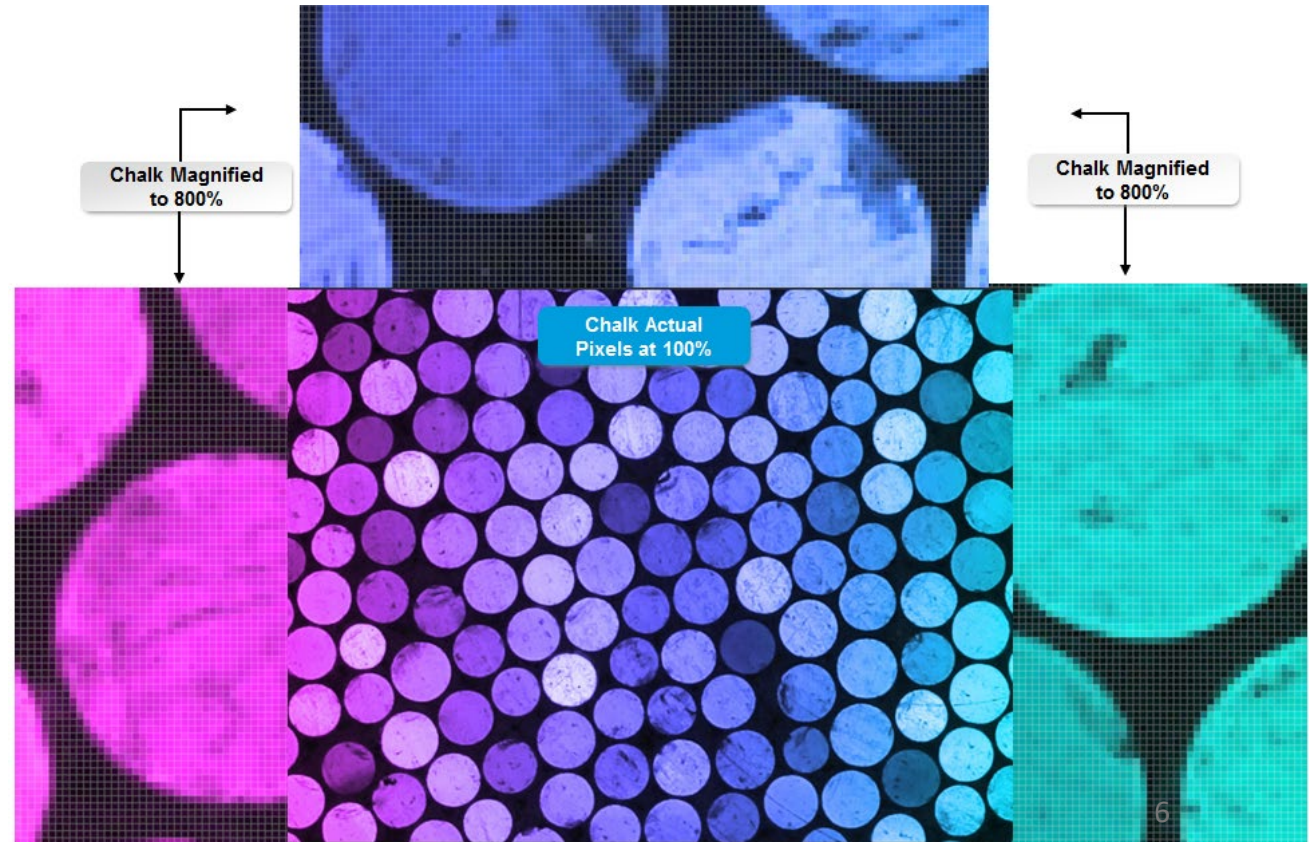 Chalk Magnified
to 800%
Chalk Magnified
to 800%
Chalk Actual
Pixels at 100%
6